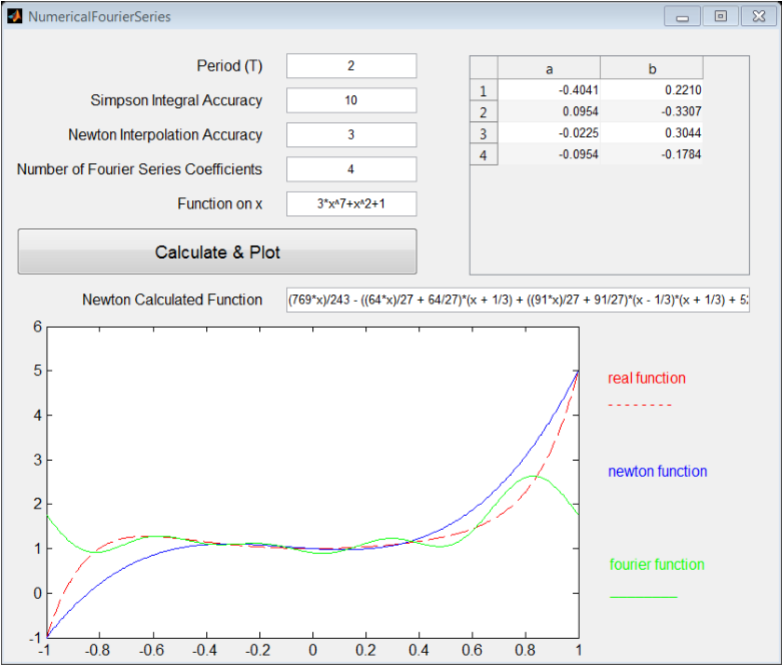 NumericalFourierSeries
Period (T) 2
Simpson Integral Accuracy 10
Newton Interpolation Accuracy 3
Number of Fourier Series Coefficients 4
Function on x 3*x^7+x^2+1
a b
1 -0.4041 0.2210
2 0.0954 -0.3307
3 -0.0225 0.3044
4 -0.0954 -0.1784
Calculate & Plot
Newton Calculated Function (769*x)/243 - ((64*x)/27 + 64/27)*(x + 1/3) + ((91*x)/27 + 91/27)*(x - 1/3)*(x + 1/3) + 52
6
5
4
3
2
1
0
-1
-1 -0.8 -0.6 -0.4 -0.2 0 0.2 0.4 0.6 0.8 1
real function
newton function
fourier function